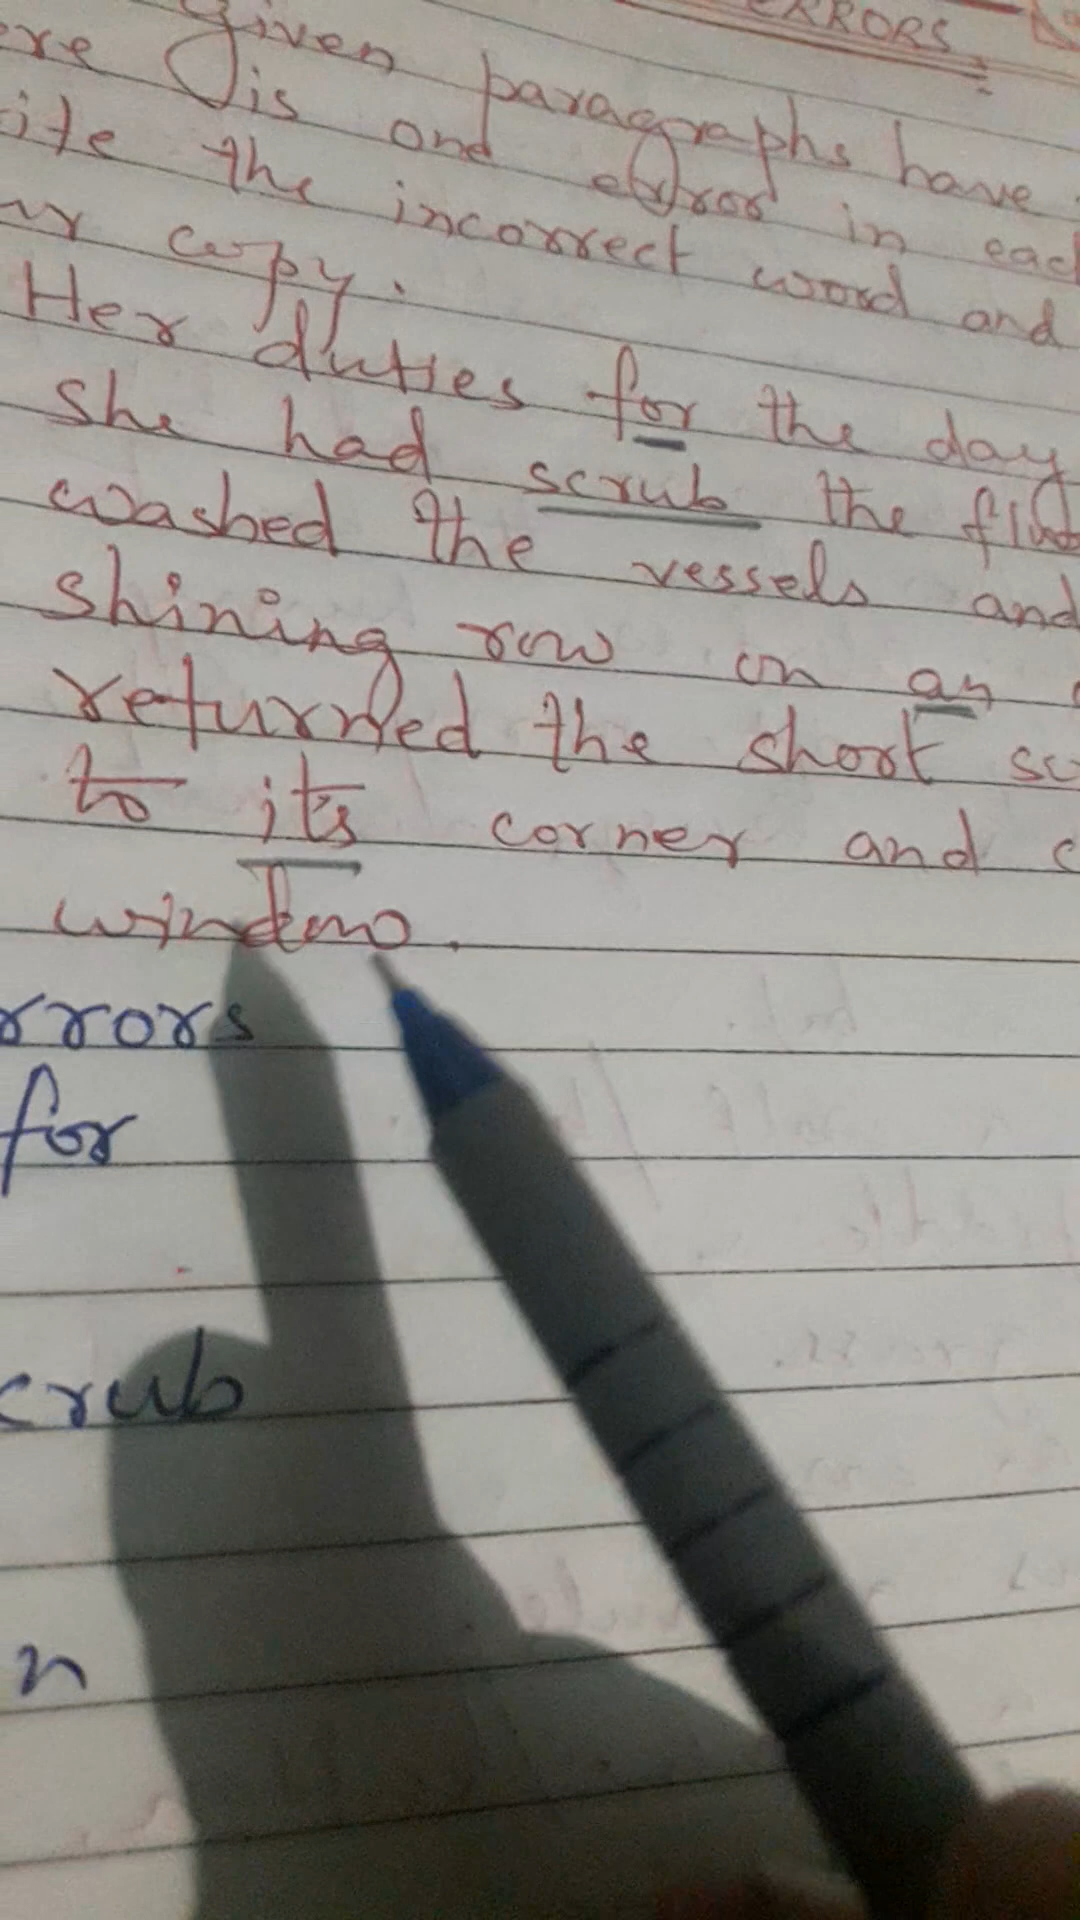 ERRORS
given paragraphs have
is and error in each
the incorrect word and
copy.
Her duties for the day
she had scrub the
washed the vessels and
shining row on an
returned the short
to its corner and
window.
rrors
for
crub
n